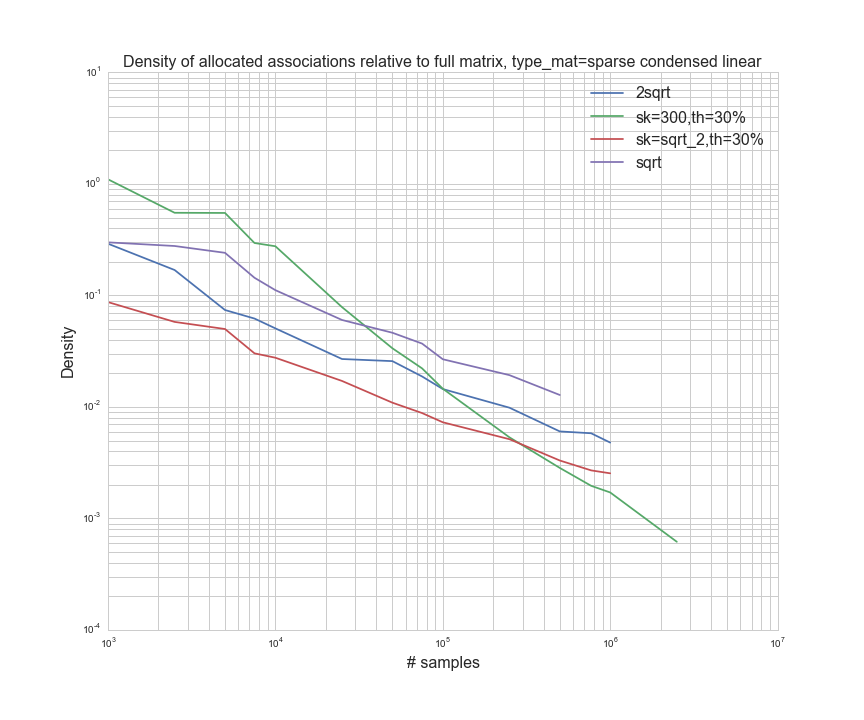 Density of allocated associations relative to full matrix, type_mat=sparse condensed linear
10^1
10^0
10^-1
10^-2
10^-3
10^-4
Density
2sqrt
sk=300,th=30%
sk=sqrt_2,th=30%
sqrt
10^3 10^4 10^5 10^6 10^7
# samples